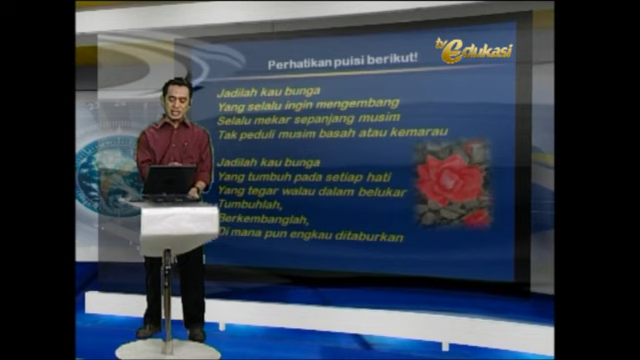 tv edukasi
Perhatikan puisi berikut!
Jadilah kau bunga
Yang selalu ingin mengembang
Selalu mekar sepanjang musim
Tak peduli musim basah atau kemarau
Jadilah kau bunga
Yang tumbuh pada setiap hati
Yang tegar walau dalam belukar
Tumbuhlah,
Berkembanglah,
Di mana pun engkau ditaburkan